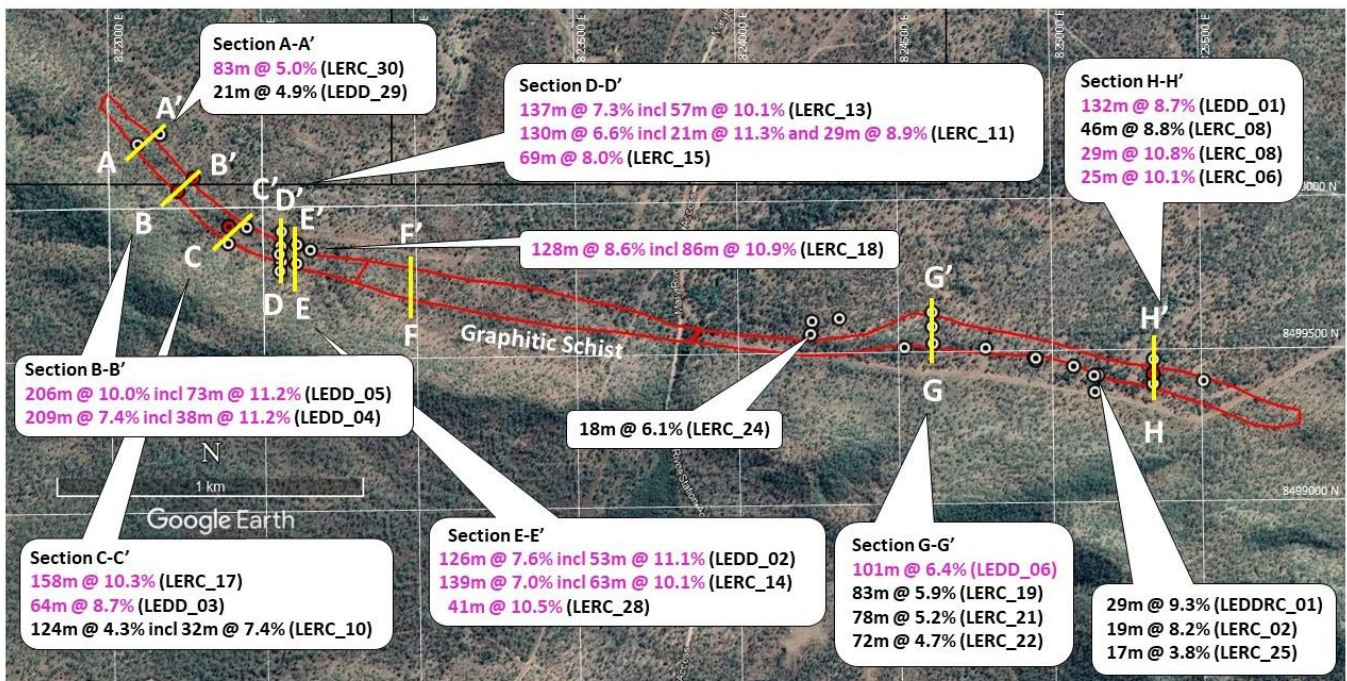 822000 E
823500 E
824000 E
824500 E
825000 E
825500 E
Section A-A’
83m @ 5.0% (LERC_30)
21m @ 4.9% (LEDD_29)
Section D-D’
137m @ 7.3% incl 57m @ 10.1% (LERC_13)
130m @ 6.6% incl 21m @ 11.3% and 29m @ 8.9% (LERC_11)
69m @ 8.0% (LERC_15)
Section H-H’
132m @ 8.7% (LEDD_01)
46m @ 8.8% (LERC_08)
29m @ 10.8% (LERC_08)
25m @ 10.1% (LERC_06)
A’
A
B’
B
C’
C
D’
D
E’
E
F’
F
G’
G
H’
H
128m @ 8.6% incl 86m @ 10.9% (LERC_18)
8499500 N
Graphitic Schist
Section B-B’
206m @ 10.0% incl 73m @ 11.2% (LEDD_05)
209m @ 7.4% incl 38m @ 11.2% (LEDD_04)
18m @ 6.1% (LERC_24)
N
1 km
Google Earth
8499000 N
Section C-C’
158m @ 10.3% (LERC_17)
64m @ 8.7% (LEDD_03)
124m @ 4.3% incl 32m @ 7.4% (LERC_10)
Section E-E’
126m @ 7.6% incl 53m @ 11.1% (LEDD_02)
139m @ 7.0% incl 63m @ 10.1% (LERC_14)
41m @ 10.5% (LERC_28)
Section G-G’
101m @ 6.4% (LEDD_06)
83m @ 5.9% (LERC_19)
78m @ 5.2% (LERC_21)
72m @ 4.7% (LERC_22)
29m @ 9.3% (LEDDRC_01)
19m @ 8.2% (LERC_02)
17m @ 3.8% (LERC_25)